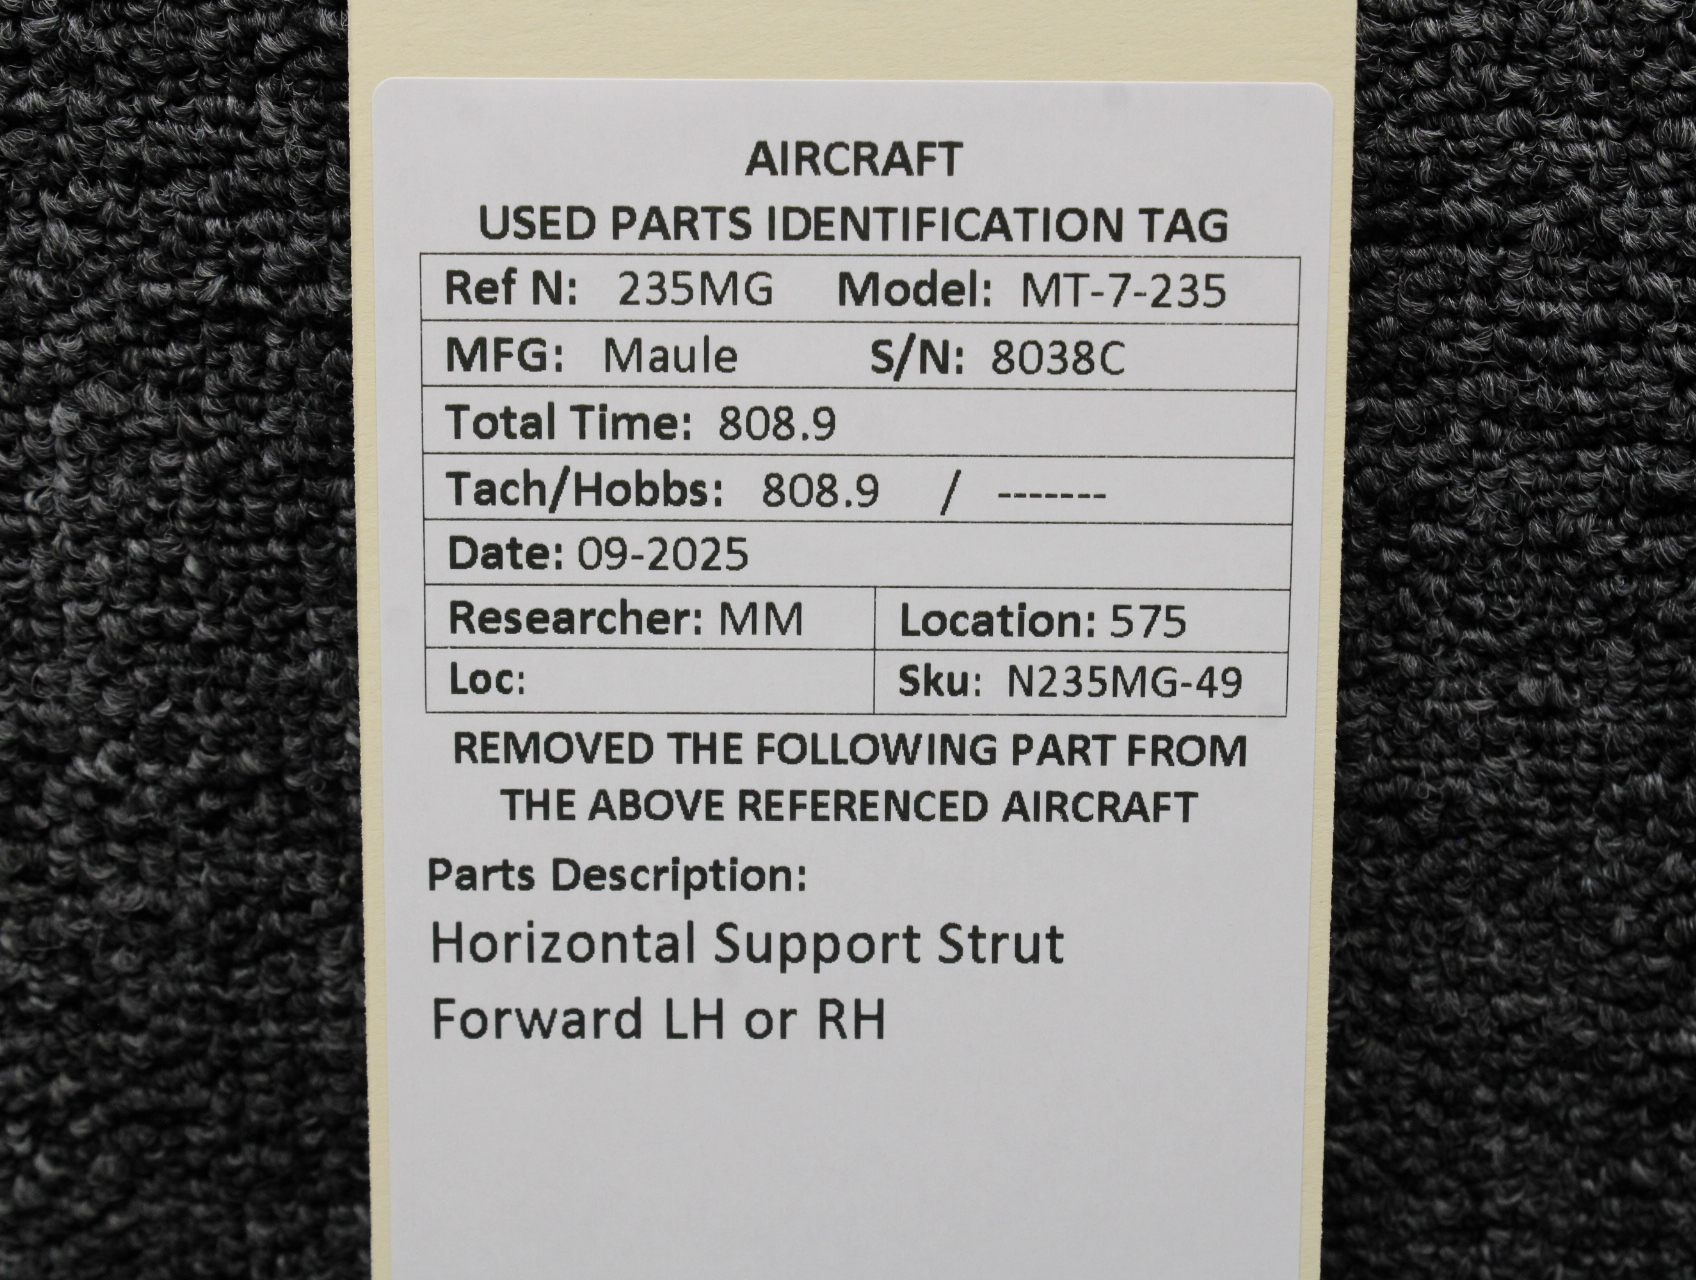 AIRCRAFT
USED PARTS IDENTIFICATION TAG
Ref N: 235MG Model: MT-7-235
MFG: Maule S/N: 8038C
Total Time: 808.9
Tach/Hobbs: 808.9 / -------
Date: 09-2025
Researcher: MM Location: 575
Loc: Sku: N235MG-49
REMOVED THE FOLLOWING PART FROM
THE ABOVE REFERENCED AIRCRAFT
Parts Description:
Horizontal Support Strut
Forward LH or RH